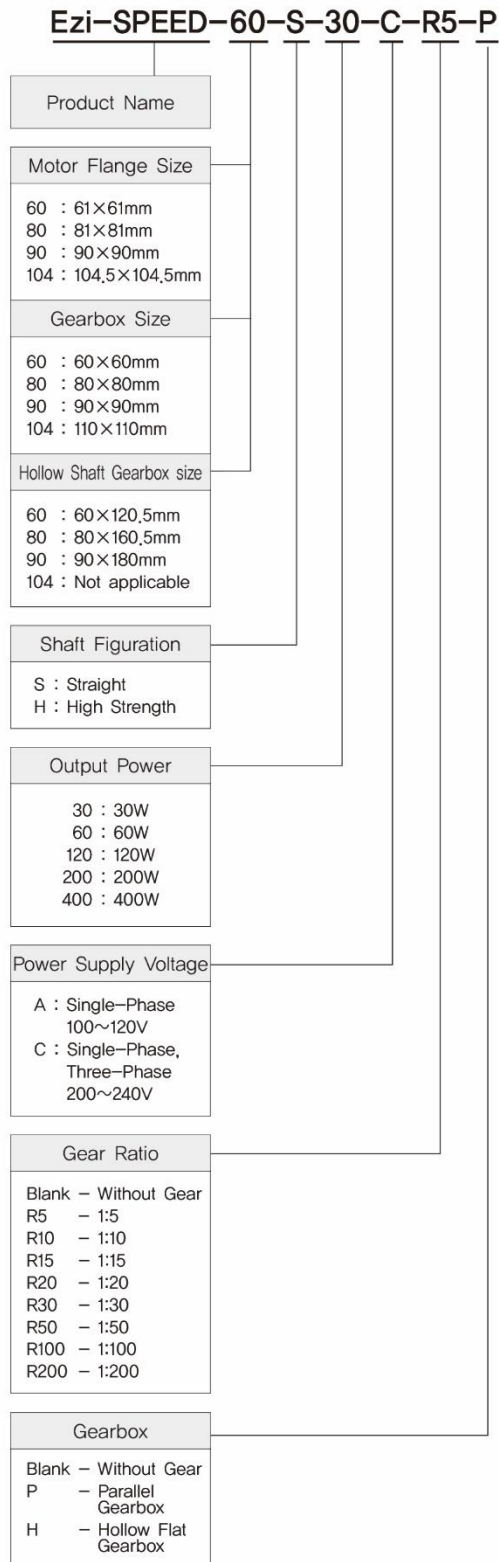 Ezi-SPEED-60-S-30-C-R5-P
Product Name
Motor Flange Size
60 : 61×61mm
80 : 81×81mm
90 : 90×90mm
104 : 104.5×104.5mm
Gearbox Size
60 : 60×60mm
80 : 80×80mm
90 : 90×90mm
104 : 110×110mm
Hollow Shaft Gearbox size
60 : 60×120.5mm
80 : 80×160.5mm
90 : 90×180mm
104 : Not applicable
Shaft Figuration
S : Straight
H : High Strength
Output Power
30 : 30W
60 : 60W
120 : 120W
200 : 200W
400 : 400W
Power Supply Voltage
A : Single-Phase
100~120V
C : Single-Phase,
Three-Phase
200~240V
Gear Ratio
Blank - Without Gear
R5 - 1:5
R10 - 1:10
R15 - 1:15
R20 - 1:20
R30 - 1:30
R50 - 1:50
R100 - 1:100
R200 - 1:200
Gearbox
Blank - Without Gear
P - Parallel
Gearbox
H - Hollow Flat
Gearbox